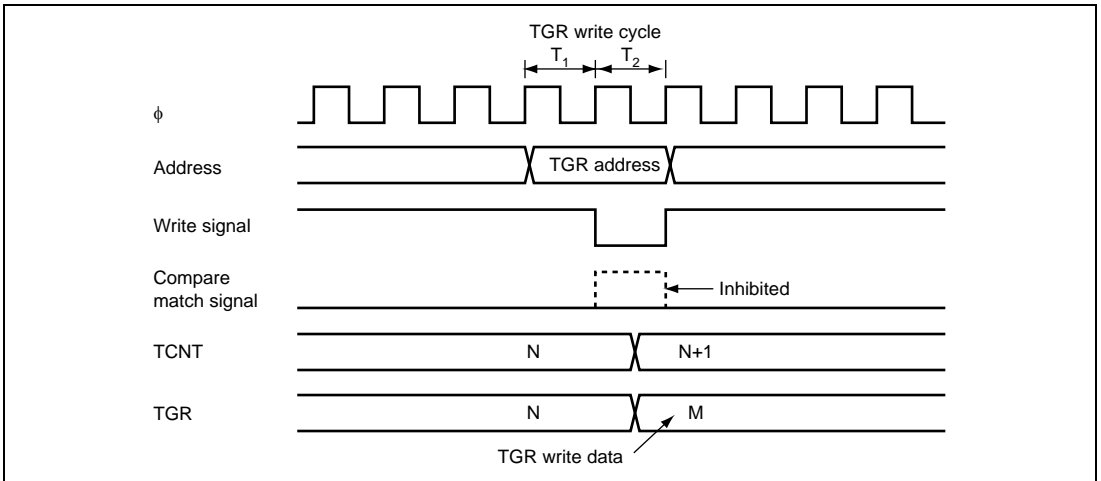 TGR write cycle
T1 T2
ϕ
Address TGR address
Write signal
Compare
match signal Inhibited
TCNT N N+1
TGR N M
TGR write data